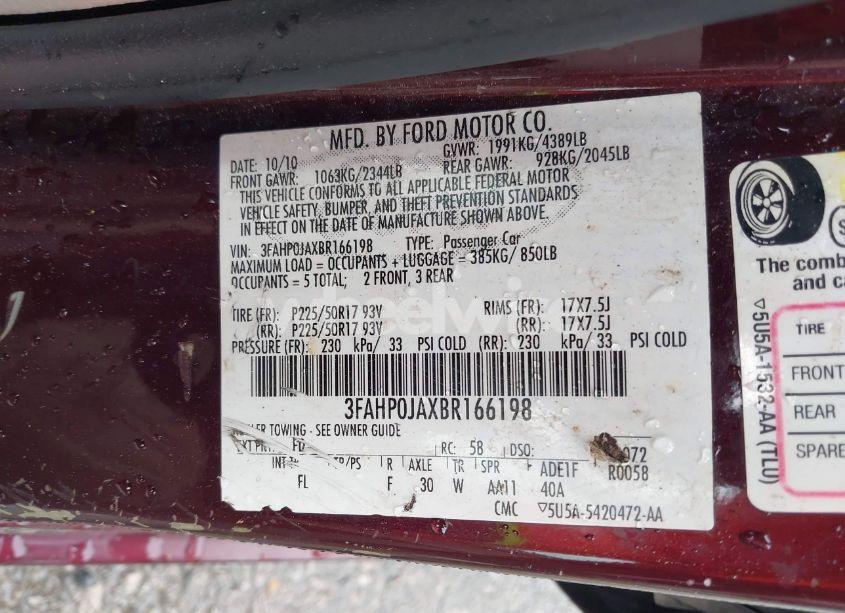 MFD. BY FORD MOTOR CO.
DATE: 10/10 GVWR: 1991KG/4389LB
FRONT GAWR: 1063KG/2344LB REAR GAWR: 928KG/2045LB
THIS VEHICLE CONFORMS TO ALL APPLICABLE FEDERAL MOTOR
VEHICLE SAFETY, BUMPER, AND THEFT PREVENTION STANDARDS
IN EFFECT ON THE DATE OF MANUFACTURE SHOWN ABOVE.
VIN: 3FAHP0JAXBR166198 TYPE: Passenger Car
MAXIMUM LOAD = OCCUPANTS + LUGGAGE = 385KG/ 850LB
OCCUPANTS = 5 TOTAL; 2 FRONT, 3 REAR
TIRE (FR): P225/50R17 93V RIMS (FR): 17X7.5J
(RR): P225/50R17 93V (RR): 17X7.5J
PRESSURE (FR): 230 kPa/ 33 PSI COLD (RR): 230 kPa/ 33 PSI COLD
3FAHP0JAXBR166198
TOWING - SEE OWNER GUIDE
RC: 58 DSO:
R0058
TP/PS R AXLE TR SPR ADE1F
FL F 30 W AA11 40A
CMC ▽5U5A-5420472-AA
The comb
and ca
TIRE
FRONT
REAR
SPARE
▽5U5A-1532-AA (TLU)